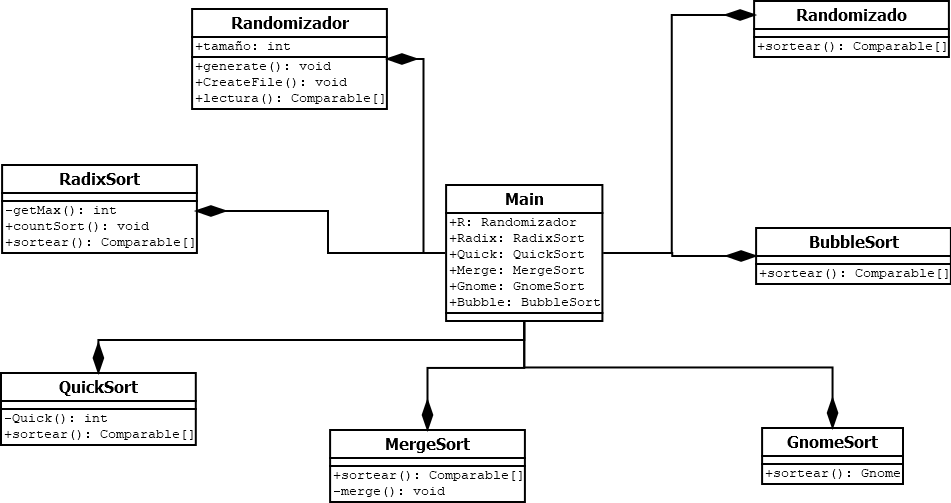 Randomizador
+tamaño: int
+generate(): void
+CreateFile(): void
+lectura(): Comparable[]
Randomizado
+sortear(): Comparable[]
RadixSort
-getMax(): int
+countSort(): void
+sortear(): Comparable[]
Main
+R: Randomizador
+Radix: RadixSort
+Quick: QuickSort
+Merge: MergeSort
+Gnome: GnomeSort
+Bubble: BubbleSort
BubbleSort
+sortear(): Comparable[]
QuickSort
-Quick(): int
+sortear(): Comparable[]
MergeSort
+sortear(): Comparable[]
-merge(): void
GnomeSort
+sortear(): Gnome